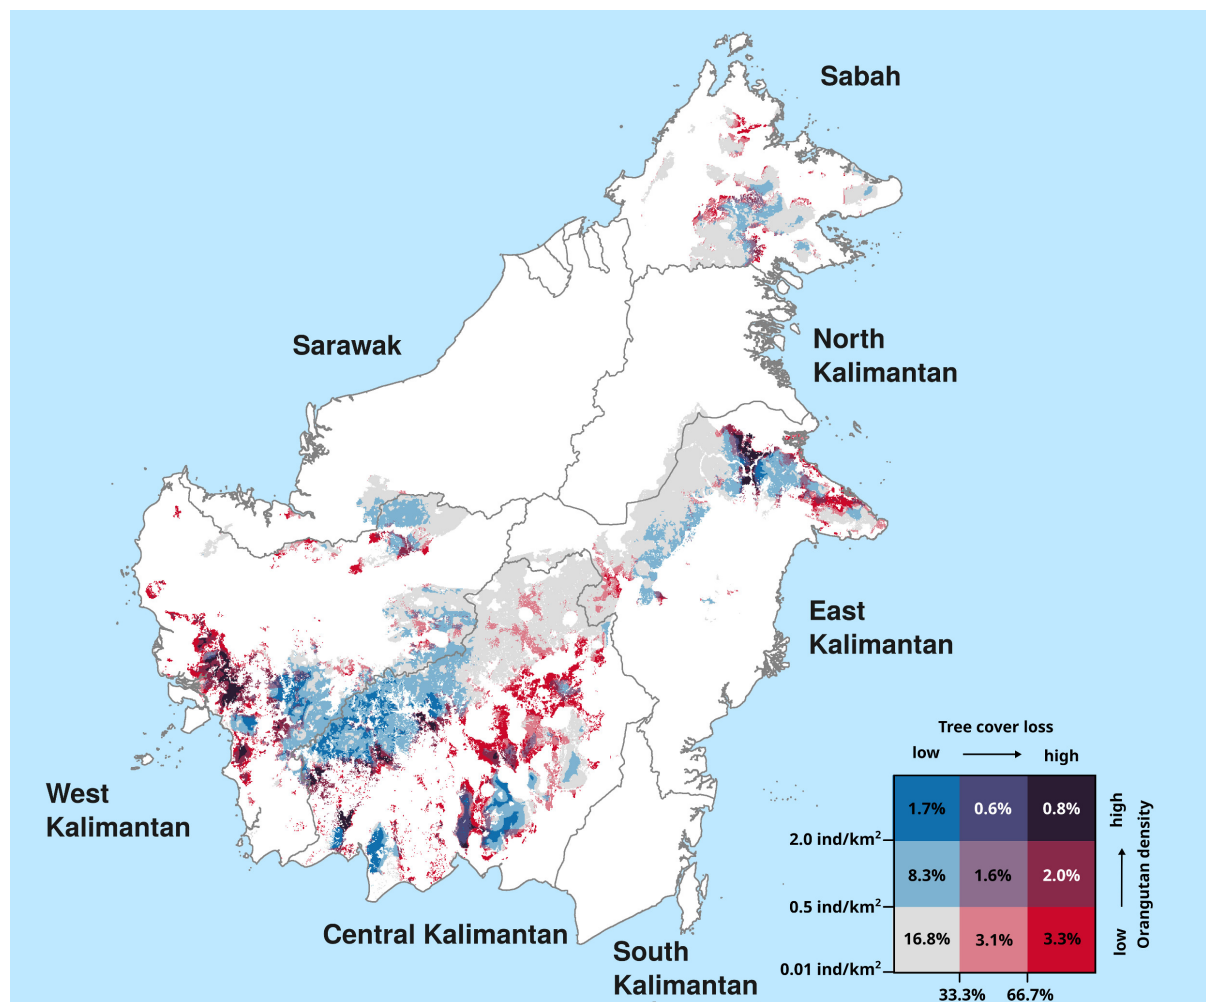 Sabah
Sarawak
North
Kalimantan
East
Kalimantan
West
Kalimantan
Central Kalimantan
South
Kalimantan
Tree cover loss
low
high
1.7%
0.6%
0.8%
2.0 ind/km²
8.3%
1.6%
2.0%
0.5 ind/km²
16.8%
3.1%
3.3%
0.01 ind/km²
33.3%
66.7%
high
low
Orangutan density